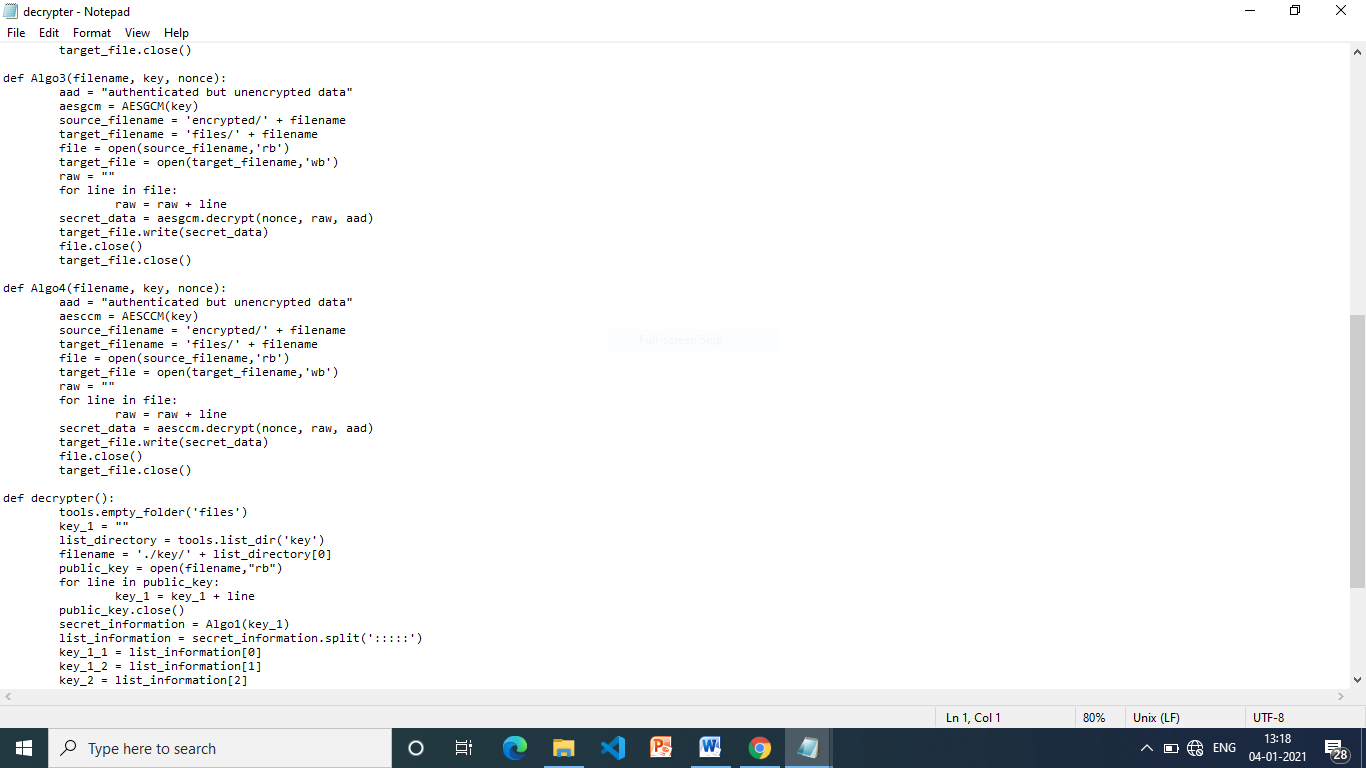 decrypter - Notepad
File Edit Format View Help
target_file.close()
def Algo3(filename, key, nonce):
aad = "authenticated but unencrypted data"
aesgcm = AESGCM(key)
source_filename = 'encrypted/' + filename
target_filename = 'files/' + filename
file = open(source_filename,'rb')
target_file = open(target_filename,'wb')
raw = ""
for line in file:
raw = raw + line
secret_data = aesgcm.decrypt(nonce, raw, aad)
target_file.write(secret_data)
file.close()
target_file.close()
def Algo4(filename, key, nonce):
aad = "authenticated but unencrypted data"
aesccm = AESCCM(key)
source_filename = 'encrypted/' + filename
target_filename = 'files/' + filename
file = open(source_filename,'rb')
target_file = open(target_filename,'wb')
raw = ""
for line in file:
raw = raw + line
secret_data = aesccm.decrypt(nonce, raw, aad)
target_file.write(secret_data)
file.close()
target_file.close()
def decrypter():
tools.empty_folder('files')
key_1 = ""
list_directory = tools.list_dir('key')
filename = './key/' + list_directory[0]
public_key = open(filename,"rb")
for line in public_key:
key_1 = key_1 + line
public_key.close()
secret_information = Algo1(key_1)
list_information = secret_information.split(':::::')
key_1_1 = list_information[0]
key_1_2 = list_information[1]
key_2 = list_information[2]
Full-screen Snip
Ln 1, Col 1 80% Unix (LF) UTF-8
Type here to search
ENG
13:18
04-01-2021
28